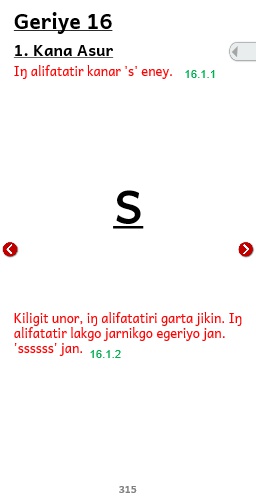 Geriye 16
1. Kana Asur
Iŋ alifatatir kanar 's' eney. 16.1.1
s
Kiligit unor, iŋ alifatatiri garta jikin. Iŋ
alifatatir lakgo jarnikgo egeriyo jan.
'ssssss' jan. 16.1.2
315